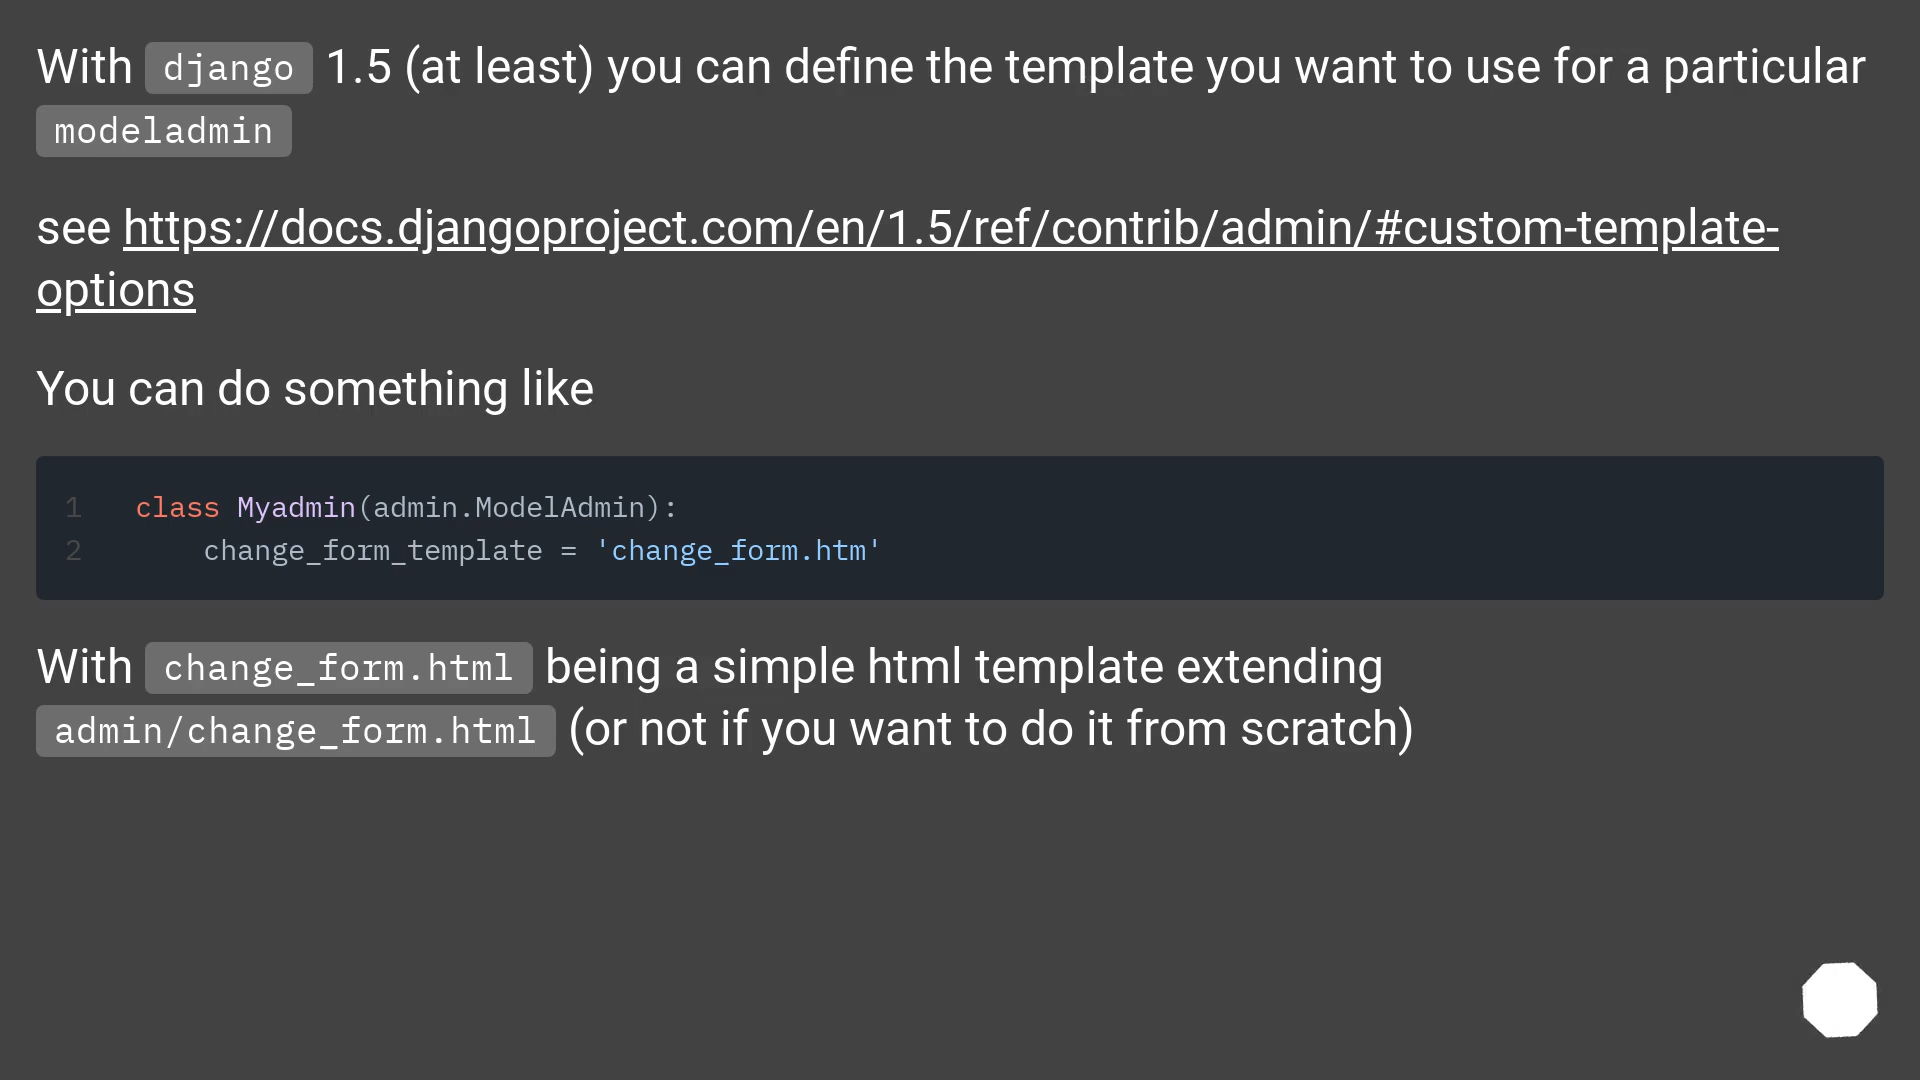 With django 1.5 (at least) you can define the template you want to use for a particular
modeladmin
see https://docs.djangoproject.com/en/1.5/ref/contrib/admin/#custom-template-
options
You can do something like
1 class Myadmin(admin.ModelAdmin):
2     change_form_template = 'change_form.htm'
With change_form.html being a simple html template extending
admin/change_form.html (or not if you want to do it from scratch)